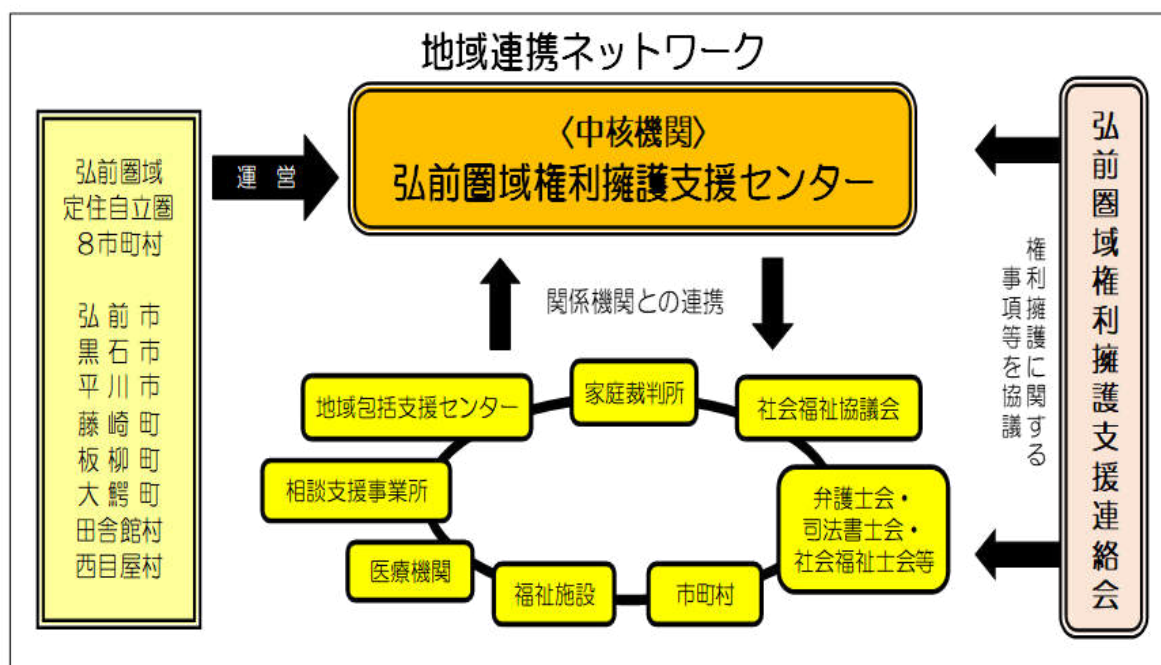 地域連携ネットワーク
弘前圏域
定住自立圏
8市町村
弘前市
黒石市
平川市
藤崎町
板柳町
大鰐町
田舎館村
西目屋村
運営
〈中核機関〉
弘前圏域権利擁護支援センター
関係機関との連携
地域包括支援センター
家庭裁判所
社会福祉協議会
相談支援事業所
弁護士会・
司法書士会・
社会福祉士会等
医療機関
福祉施設
市町村
権利擁護に関する
事項等を協議
弘前圏域権利擁護支援連絡会